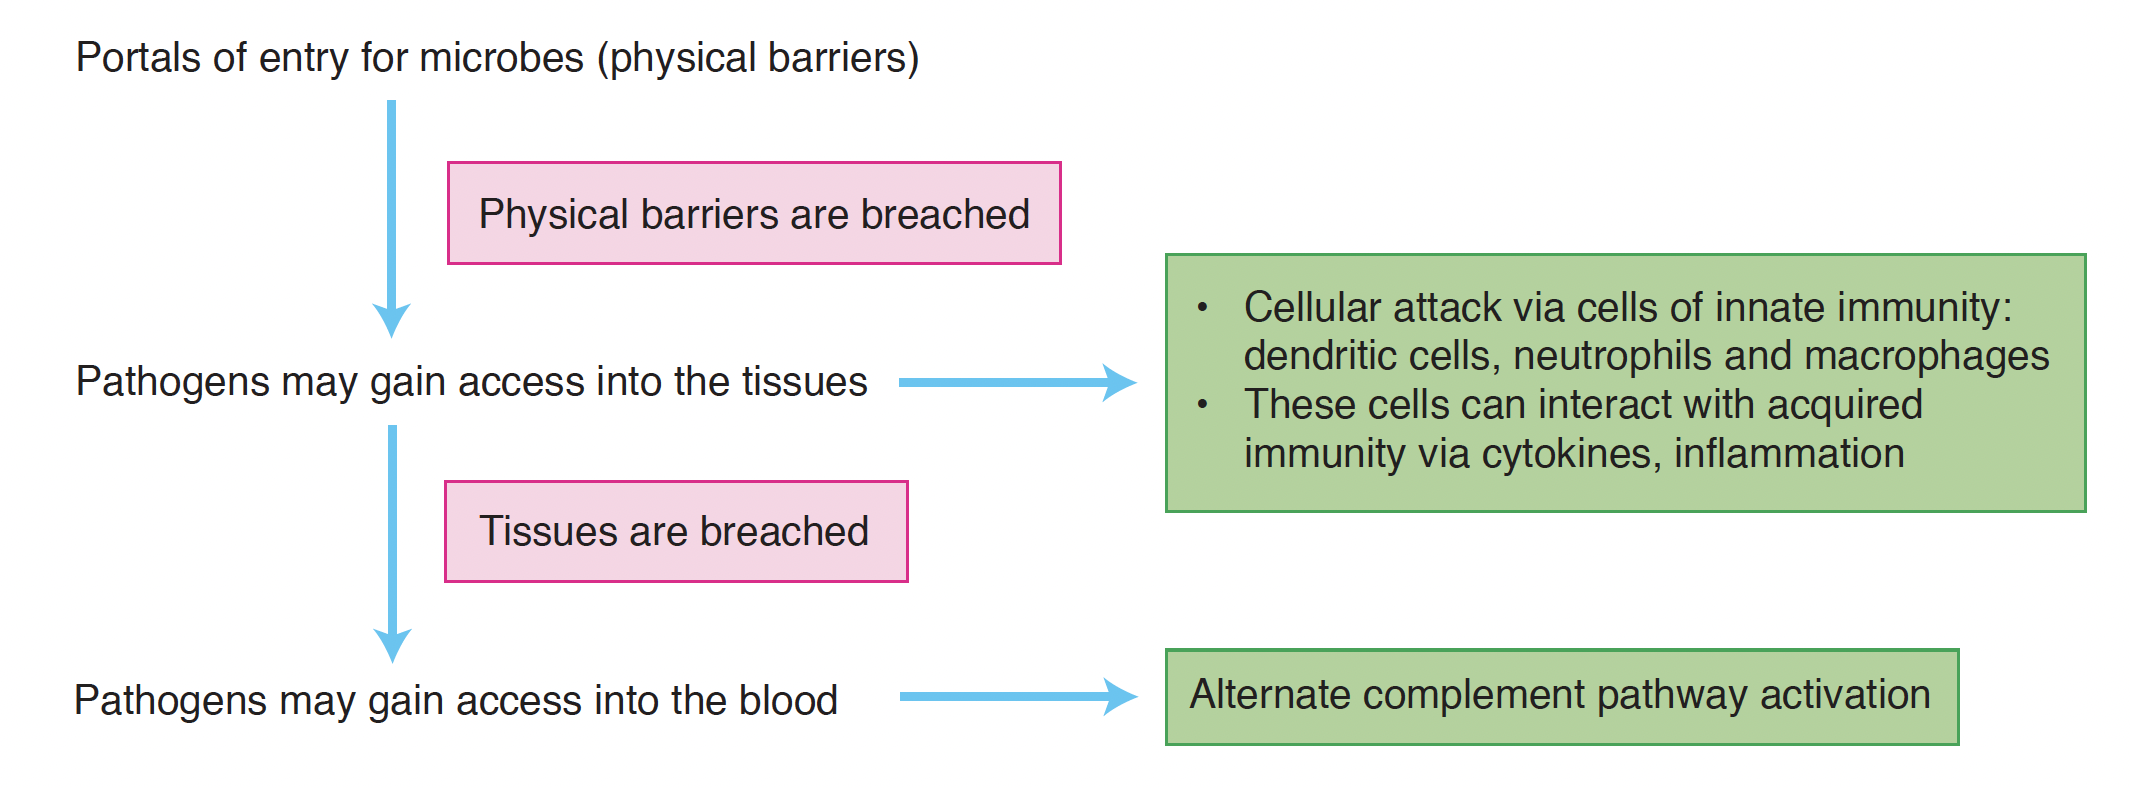 Portals of entry for microbes (physical barriers)
Physical barriers are breached
Pathogens may gain access into the tissues
• Cellular attack via cells of innate immunity:
dendritic cells, neutrophils and macrophages
• These cells can interact with acquired
immunity via cytokines, inflammation
Tissues are breached
Pathogens may gain access into the blood
Alternate complement pathway activation